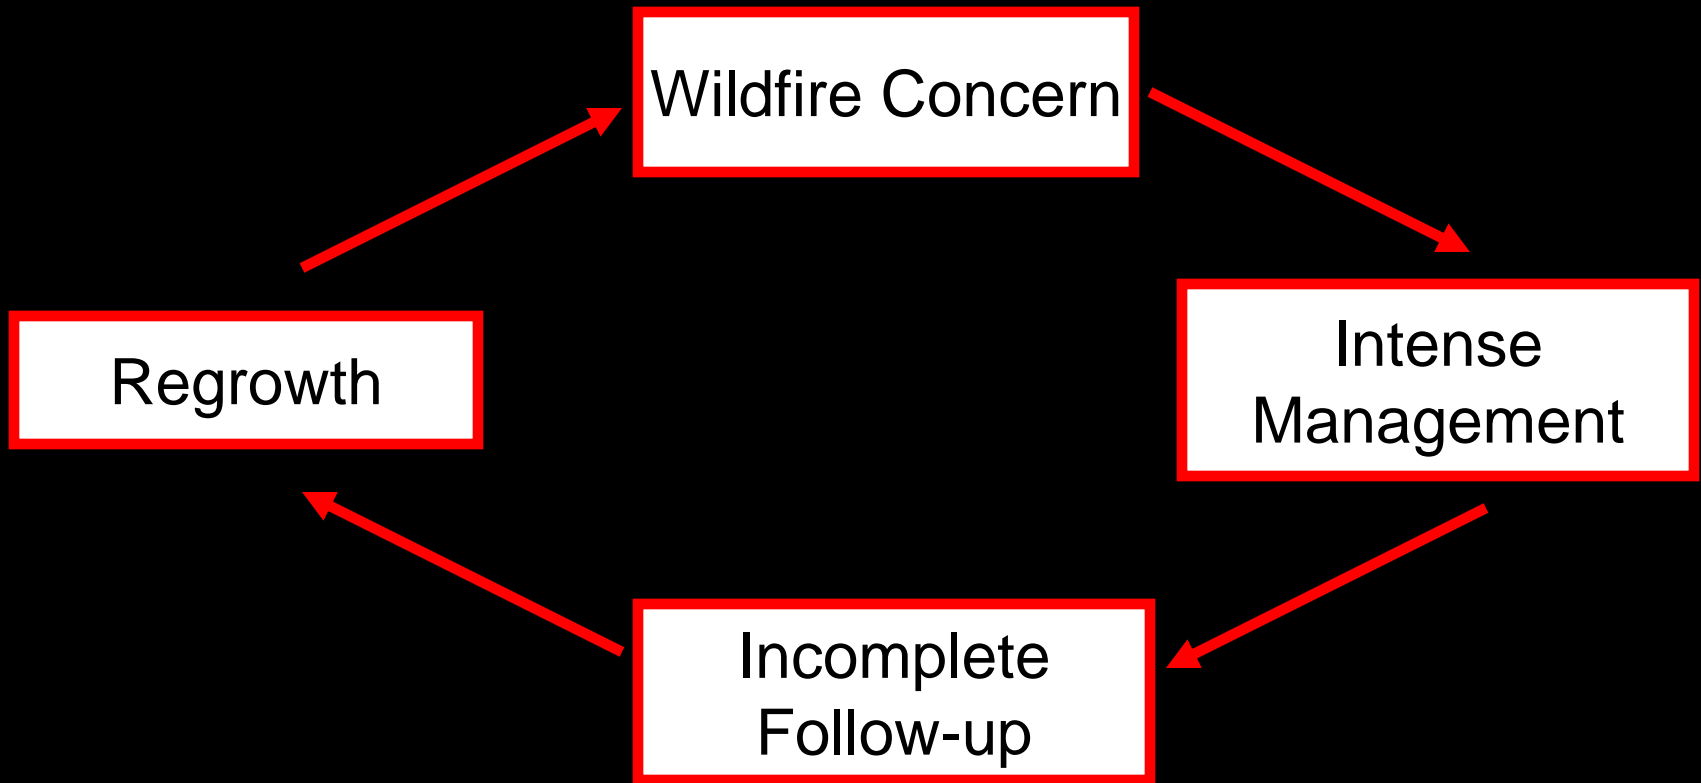 Wildfire Concern
Intense
Management
Regrowth
Incomplete
Follow-up